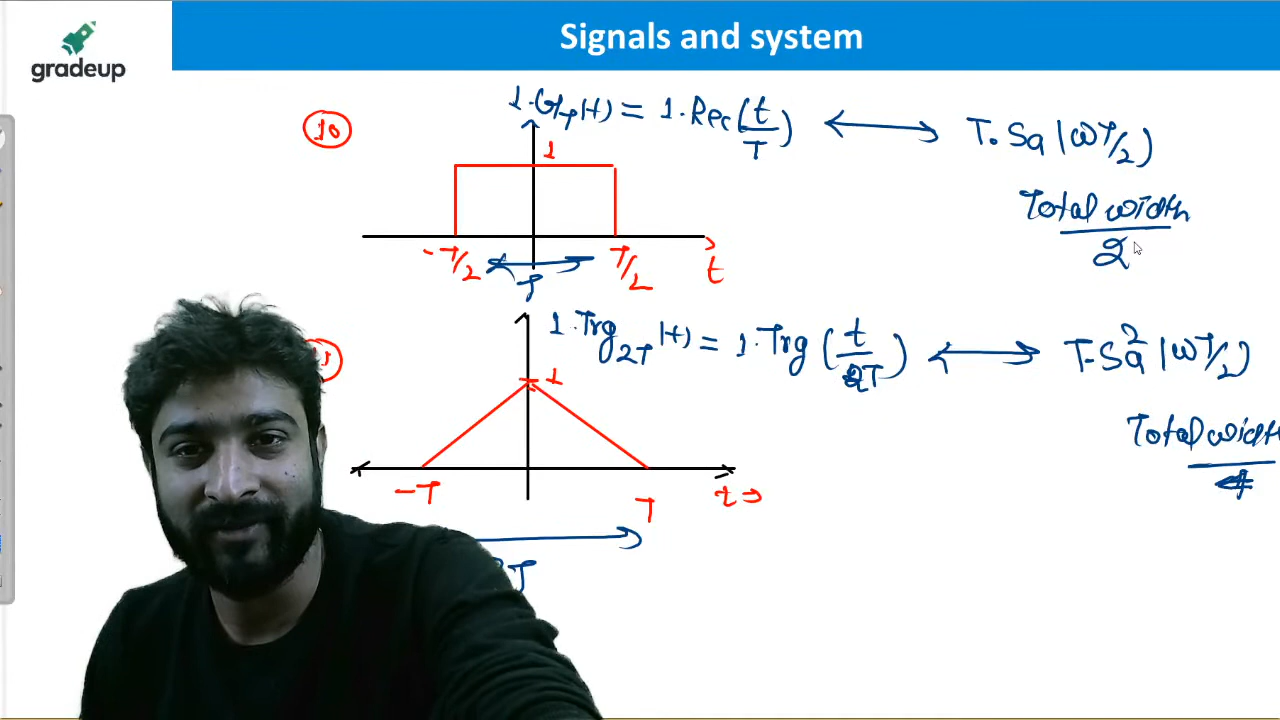 Signals and system
gradeup
10
1.G_T(t) = 1.Rec(t/T) ↔ T.Sa(ωT/2)
1
Total width
2
-T/2
T/2
t
T
1.Trg_2T(t) = 1.Trg(t/2T) ↔ T.Sa²(ωT/2)
1
Total width
4
-T
T
t→
2T